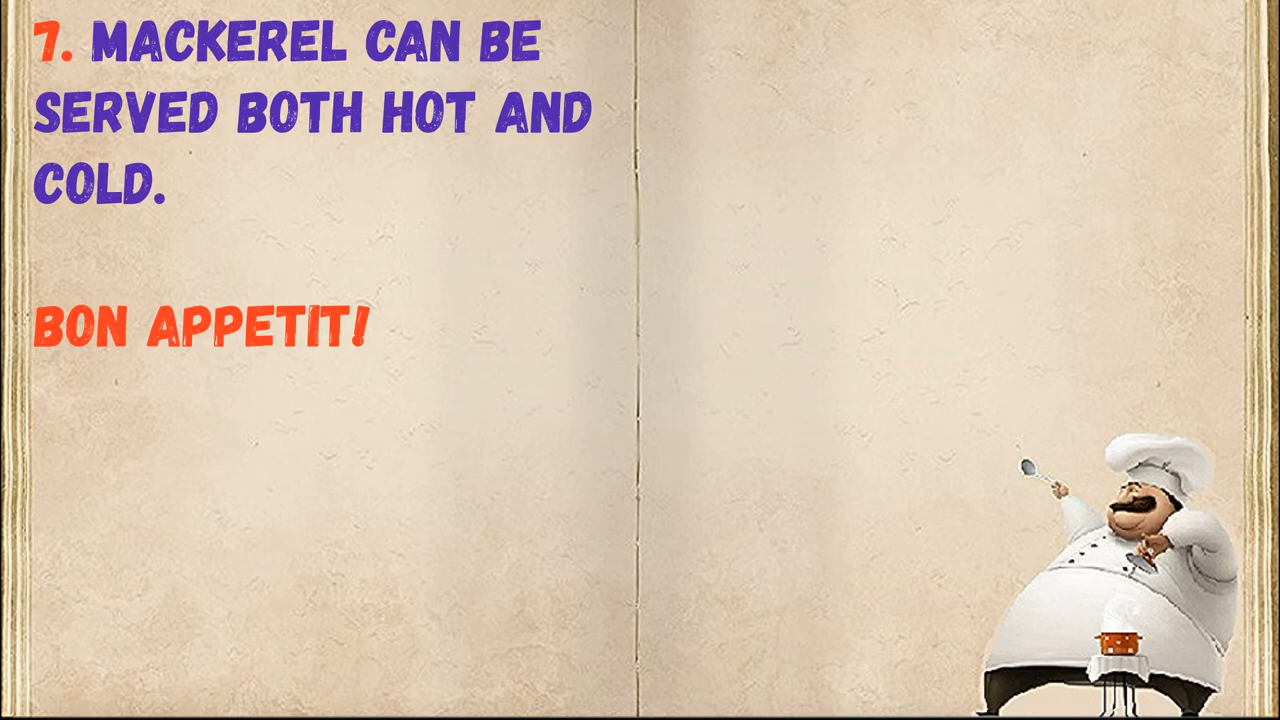 7. MACKEREL CAN BE
SERVED BOTH HOT AND
COLD.
BON APPETIT!